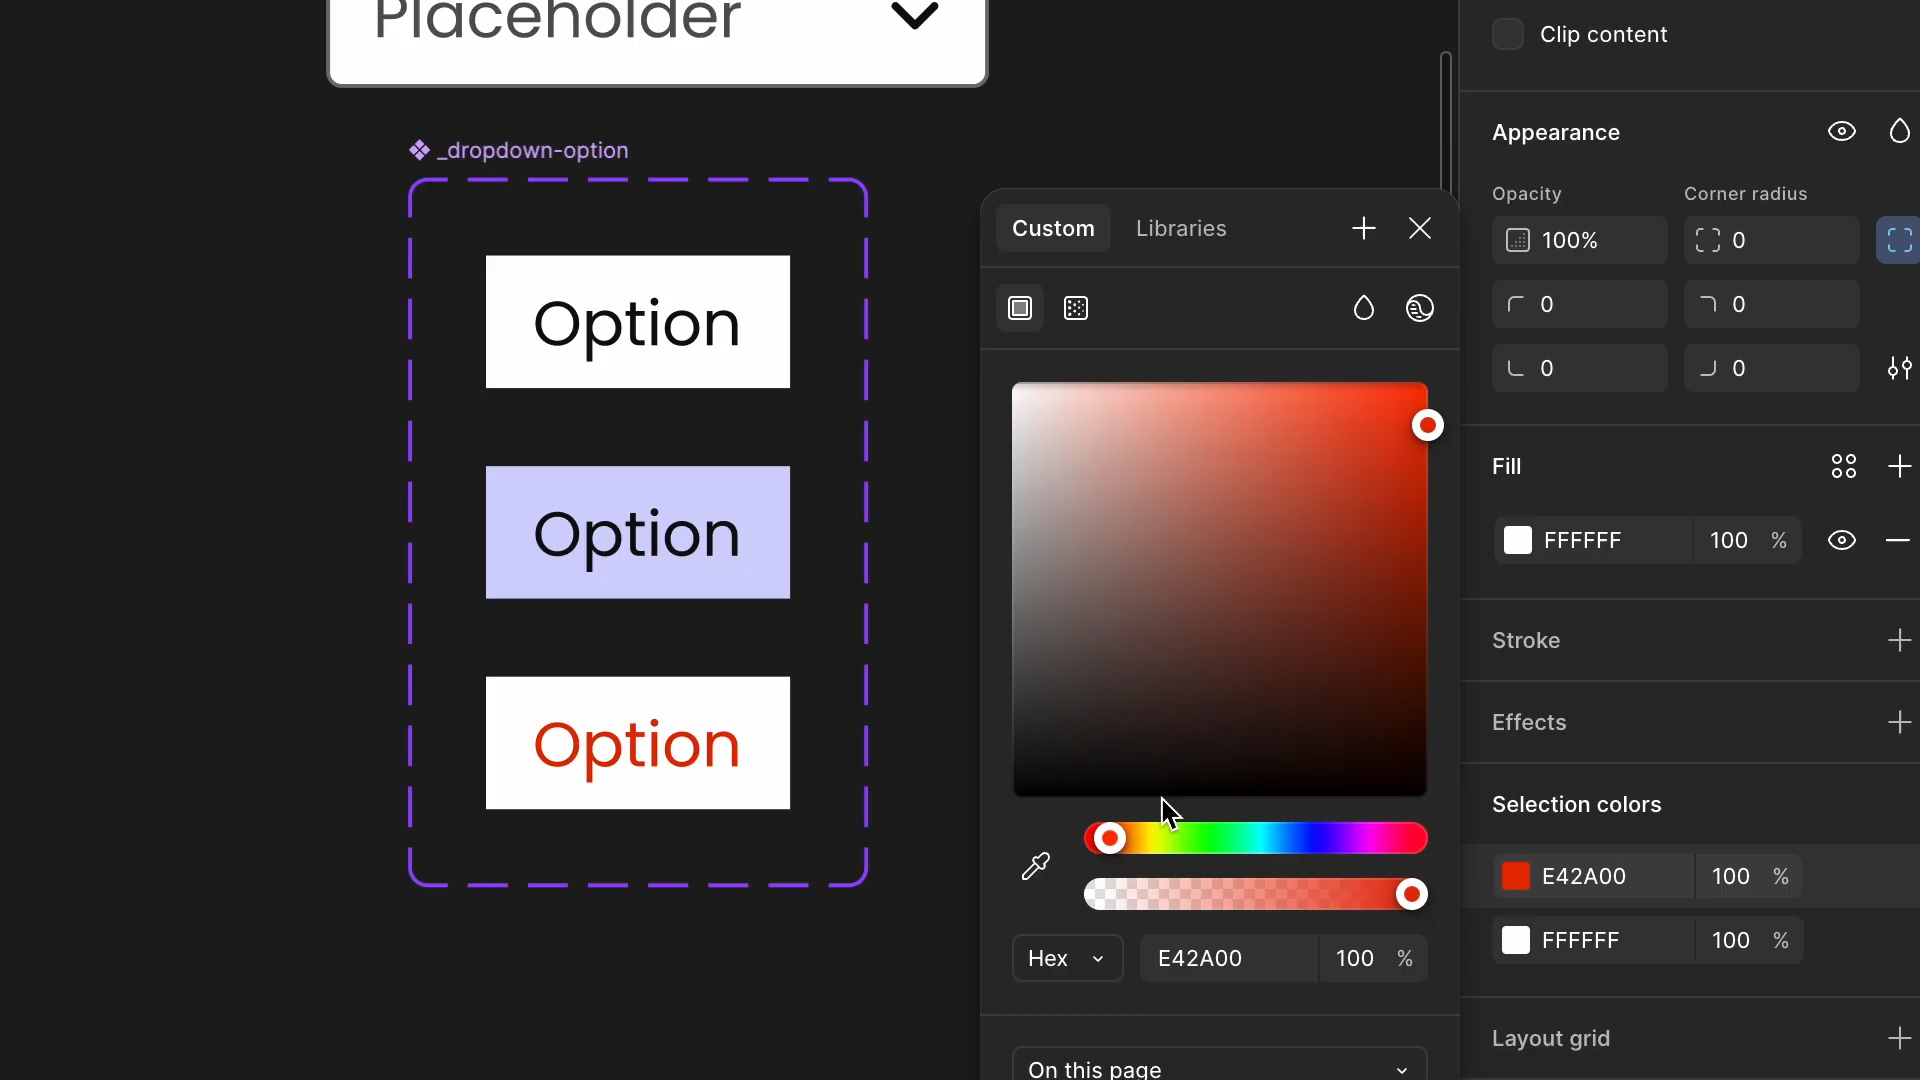 Placeholder
_dropdown-option
Option
Option
Option
Custom
Libraries
Hex
E42A00
100 %
On this page
Clip content
Appearance
Opacity
Corner radius
100%
0
0
0
0
0
Fill
FFFFFF
100 %
Stroke
Effects
Selection colors
E42A00
100 %
FFFFFF
100 %
Layout grid